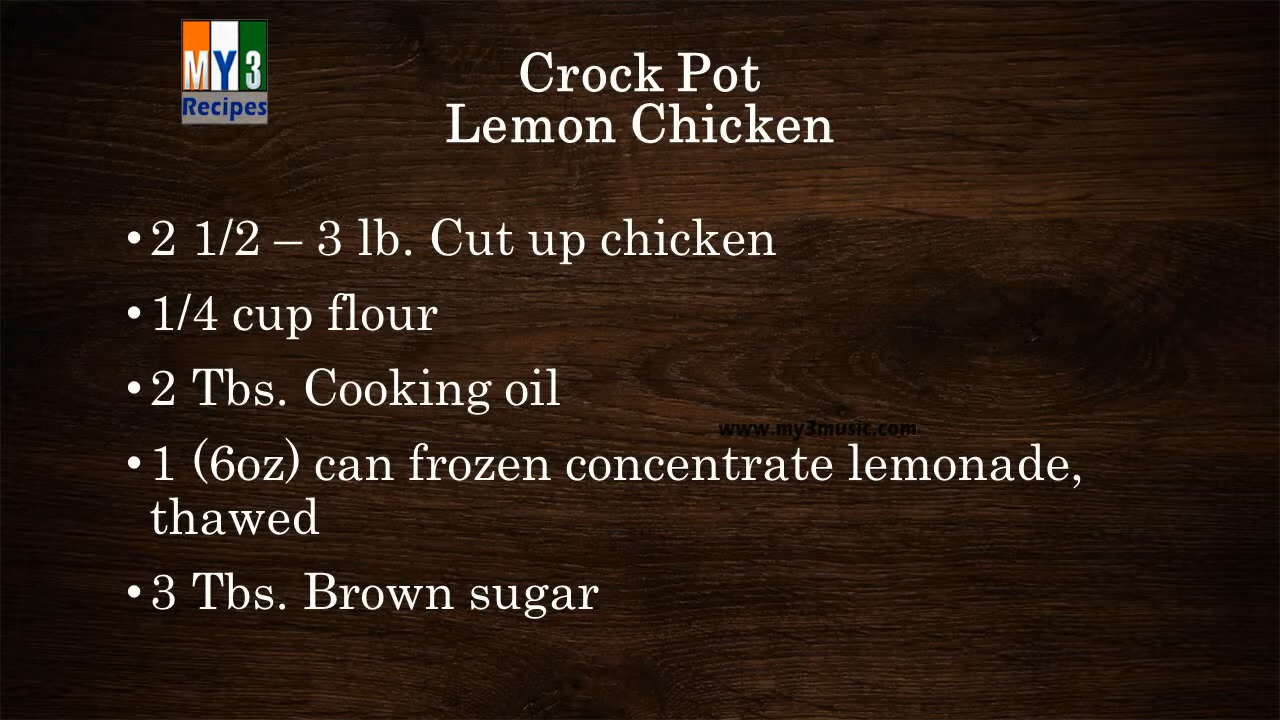 MY3
Recipes
Crock Pot
Lemon Chicken
• 2 1/2 – 3 lb. Cut up chicken
• 1/4 cup flour
• 2 Tbs. Cooking oil
www.my3music.com
• 1 (6oz) can frozen concentrate lemonade,
thawed
• 3 Tbs. Brown sugar